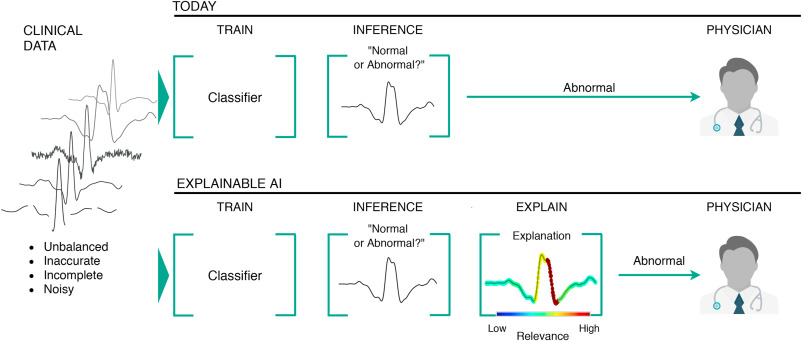 TODAY
CLINICAL
DATA
TRAIN
INFERENCE
PHYSICIAN
"Normal
or Abnormal?"
Classifier
Abnormal
EXPLAINABLE AI
TRAIN
INFERENCE
EXPLAIN
PHYSICIAN
"Normal
or Abnormal?"
Explanation
Classifier
Abnormal
Low
High
Relevance
• Unbalanced
• Inaccurate
• Incomplete
• Noisy